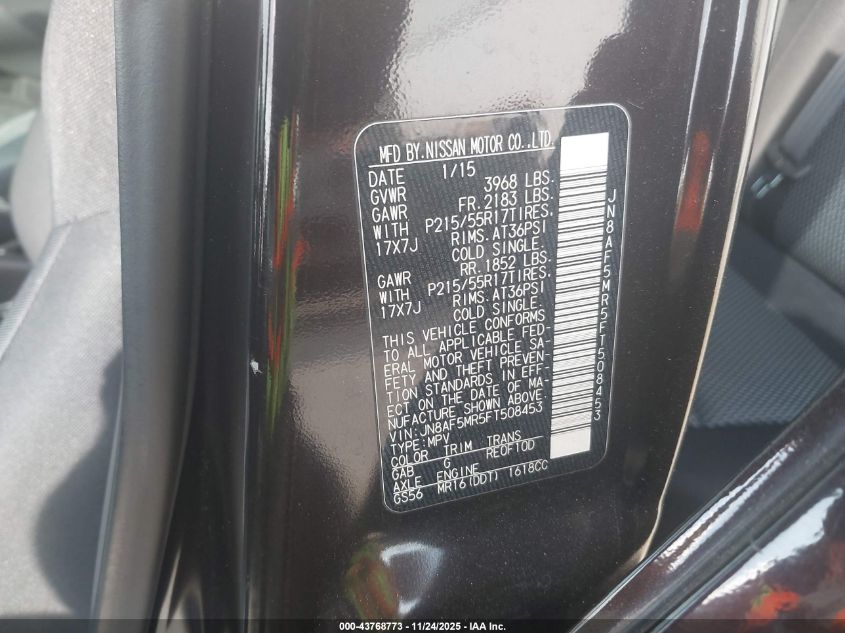 MFD BY.NISSAN MOTOR CO.,LTD.
DATE 1/15
GVWR 3968 LBS.
GAWR FR. 2183 LBS.
WITH P215/55R17TIRES.
17X7J RIMS. AT36PSI
COLD SINGLE.
GAWR RR. 1852 LBS.
WITH P215/55R17TIRES.
17X7J RIMS. AT36PSI
COLD SINGLE.
THIS VEHICLE CONFORMS
TO ALL APPLICABLE FED-
ERAL MOTOR VEHICLE SA-
FETY AND THEFT PREVEN-
TION STANDARDS IN EFF-
ECT ON THE DATE OF MA-
NUFACTURE SHOWN ABOVE.
VIN: JN8AF5MR5FT508453
TYPE: MPV
COLOR TRIM TRANS
GAB G RE0F10D
AXLE ENGINE
GS56 MR16(DDT) 1618CC
JN8AF5MR5FT508453
000-43768773 - 11/24/2025 - IAA Inc.